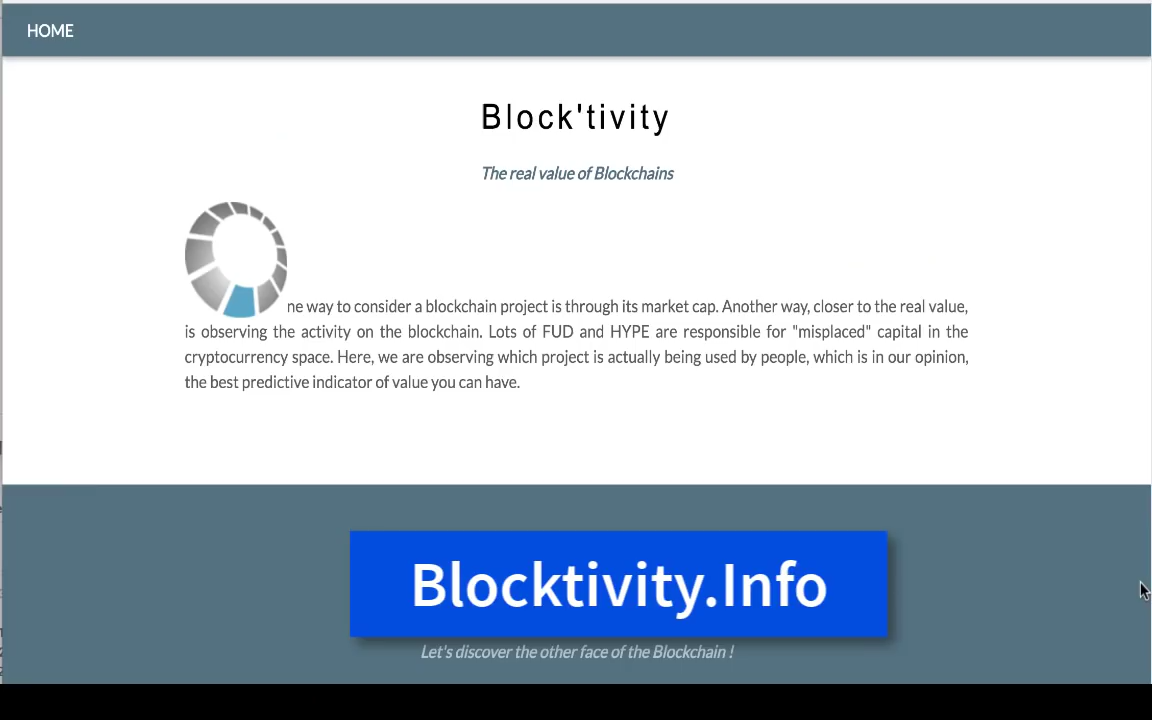 HOME
Block'tivity
The real value of Blockchains
ne way to consider a blockchain project is through its market cap. Another way, closer to the real value,
is observing the activity on the blockchain. Lots of FUD and HYPE are responsible for "misplaced" capital in the
cryptocurrency space. Here, we are observing which project is actually being used by people, which is in our opinion,
the best predictive indicator of value you can have.
Blocktivity.Info
Let's discover the other face of the Blockchain !